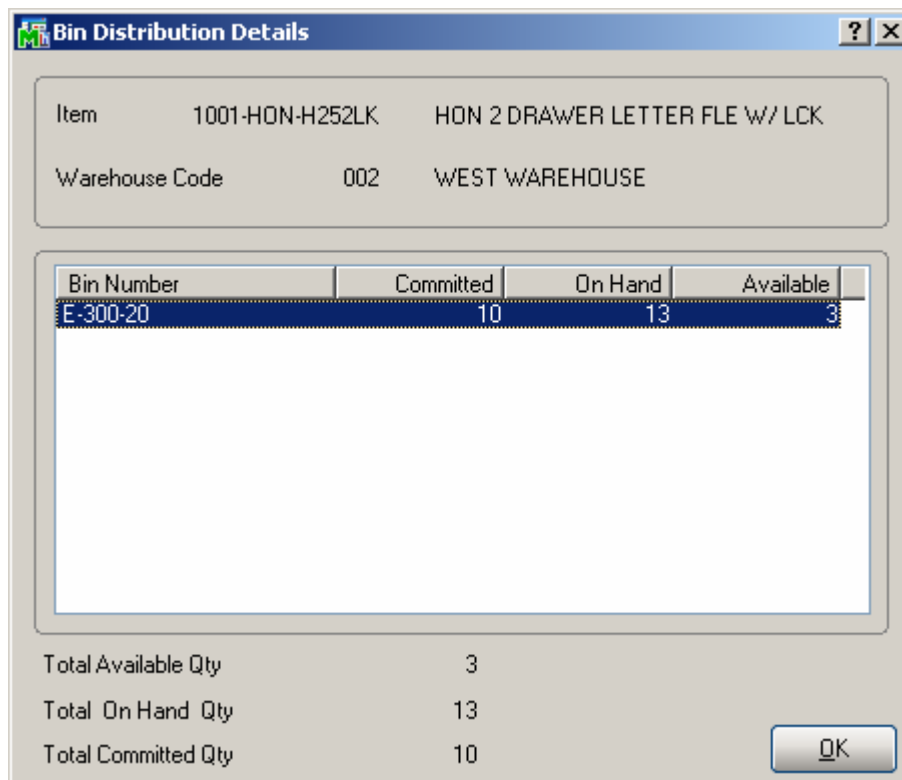 Bin Distribution Details
Item 1001-HON-H252LK HON 2 DRAWER LETTER FLE W/ LCK
Warehouse Code 002 WEST WAREHOUSE
Bin Number Committed On Hand Available
E-300-20 10 13 3
Total Available Qty 3
Total On Hand Qty 13
Total Committed Qty 10
OK